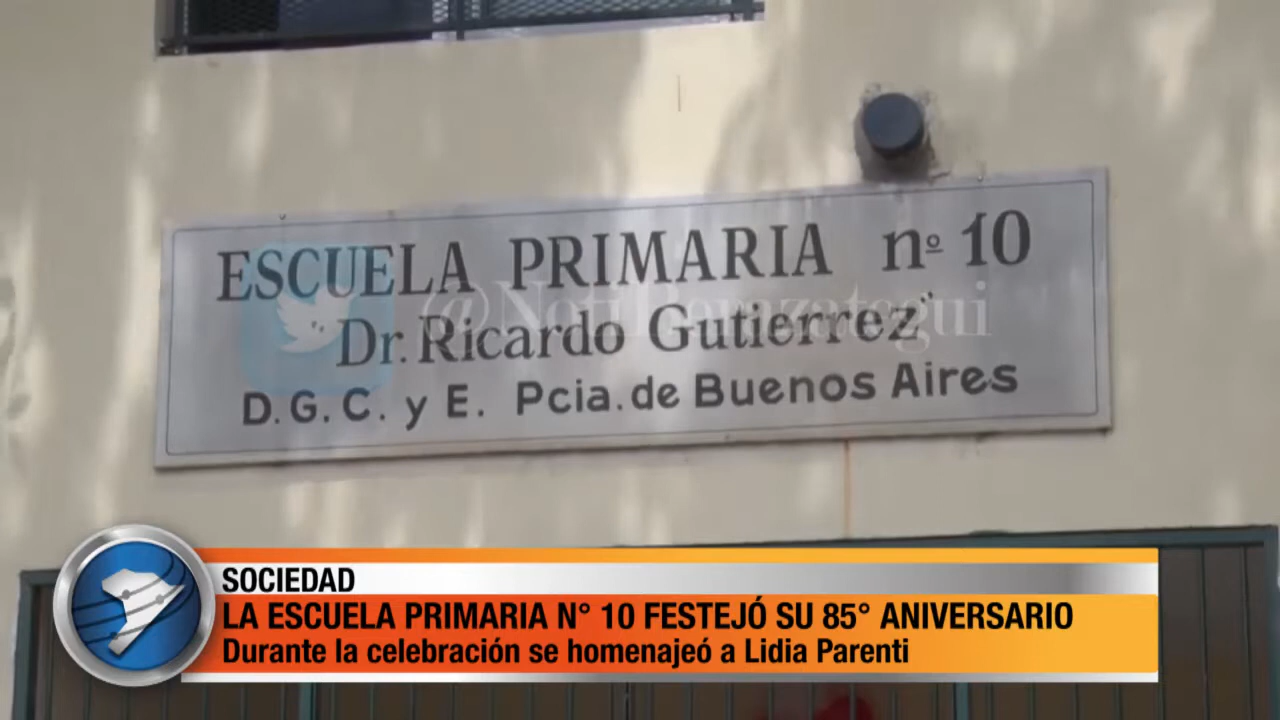 ESCUELA PRIMARIA nº 10
Dr. Ricardo Gutierrez"
D. G. C. y E. Pcia. de Buenos Aires
SOCIEDAD
LA ESCUELA PRIMARIA N° 10 FESTEJÓ SU 85° ANIVERSARIO
Durante la celebración se homenajeó a Lidia Parenti